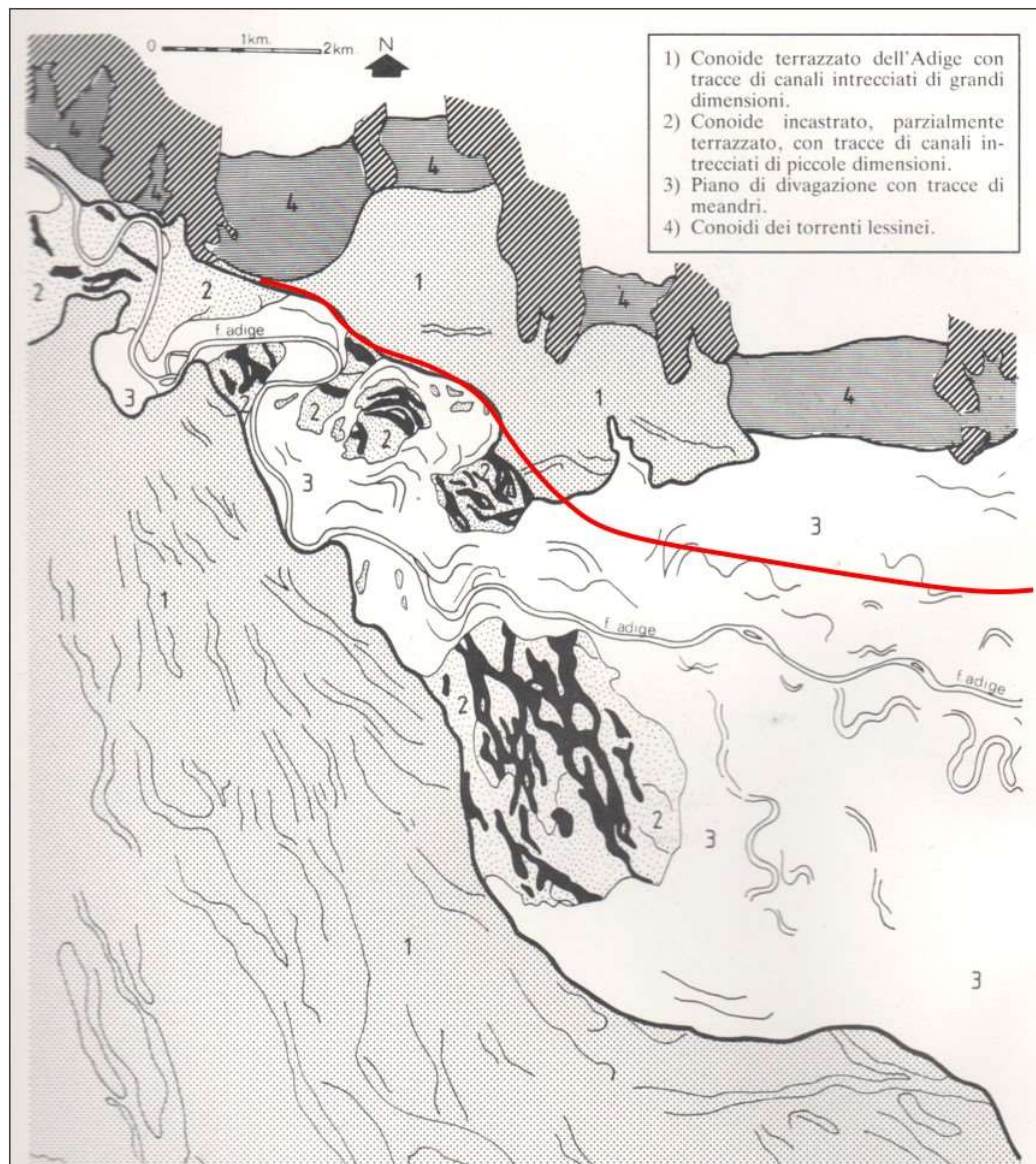 0 1km. 2km
N
1) Conoide terrazzato dell'Adige con
tracce di canali intrecciati di grandi
dimensioni.
2) Conoide incastrato, parzialmente
terrazzato, con tracce di canali in-
trecciati di piccole dimensioni.
3) Piano di divagazione con tracce di
meandri.
4) Conoidi dei torrenti lessinei.
4
4
4
4
4
4
2
2
1
f. adige
3
2
2
2
1
3
2
3
1
f. adige
f. adige
2
2
3
1
3